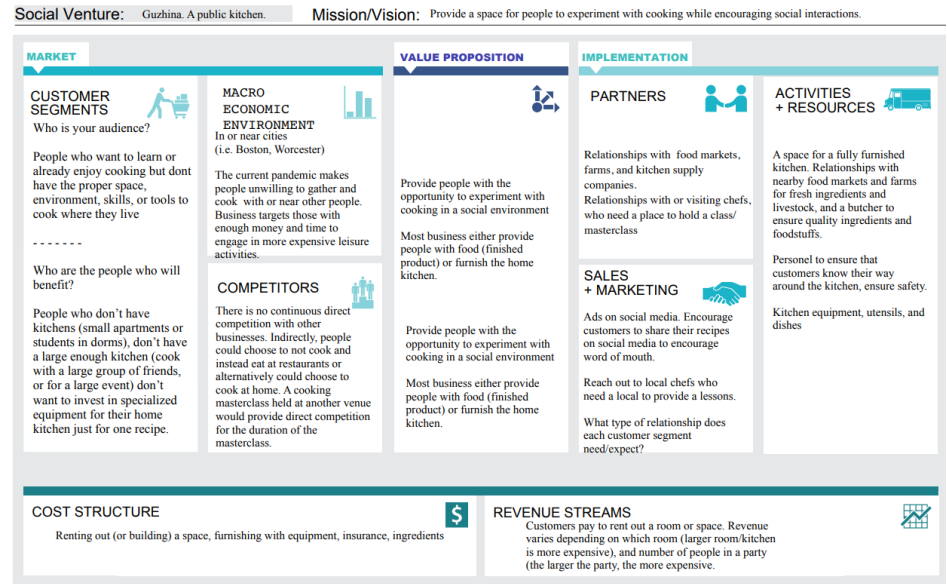 Social Venture: Guzhina. A public kitchen. Mission/Vision: Provide a space for people to experiment with cooking while encouraging social interactions.
MARKET
CUSTOMER
SEGMENTS
Who is your audience?
People who want to learn or
already enjoy cooking but dont
have the proper space,
environment, skills, or tools to
cook where they live
- - - - - - -
Who are the people who will
benefit?
People who don’t have
kitchens (small apartments or
students in dorms), don’t have
a large enough kitchen (cook
with a large group of friends,
or for a large event) don’t
want to invest in specialized
equipment for their home
kitchen just for one recipe.
MACRO
ECONOMIC
ENVIRONMENT
In or near cities
(i.e. Boston, Worcester)
The current pandemic makes
people unwilling to gather and
cook with or near other people.
Business targets those with
enough money and time to
engage in more expensive leisure
activities.
COMPETITORS
There is no continuous direct
competition with other
businesses. Indirectly, people
could choose to not cook and
instead eat at restaurants or
alternatively could choose to
cook at home. A cooking
masterclass held at another venue
would provide direct competition
for the duration of the
masterclass.
VALUE PROPOSITION
Provide people with the
opportunity to experiment with
cooking in a social environment
Most business either provide
people with food (finished
product) or furnish the home
kitchen.
Provide people with the
opportunity to experiment with
cooking in a social environment
Most business either provide
people with food (finished
product) or furnish the home
kitchen.
IMPLEMENTATION
PARTNERS
Relationships with food markets,
farms, and kitchen supply
companies.
Relationships with or visiting chefs,
who need a place to hold a class/
masterclass
SALES
+ MARKETING
Ads on social media. Encourage
customers to share their recipes
on social media to encourage
word of mouth.
Reach out to local chefs who
need a local to provide a lessons.
What type of relationship does
each customer segment
need/expect?
ACTIVITIES
+ RESOURCES
A space for a fully furnished
kitchen. Relationships with
nearby food markets and farms
for fresh ingredients and
livestock, and a butcher to
ensure quality ingredients and
foodstuffs.
Personel to ensure that
customers know their way
around the kitchen, ensure safety.
Kitchen equipment, utensils, and
dishes
COST STRUCTURE
$
Renting out (or building) a space, furnishing with equipment, insurance, ingredients
REVENUE STREAMS
Customers pay to rent out a room or space. Revenue
varies depending on which room (larger room/kitchen
is more expensive), and number of people in a party
(the larger the party, the more expensive.